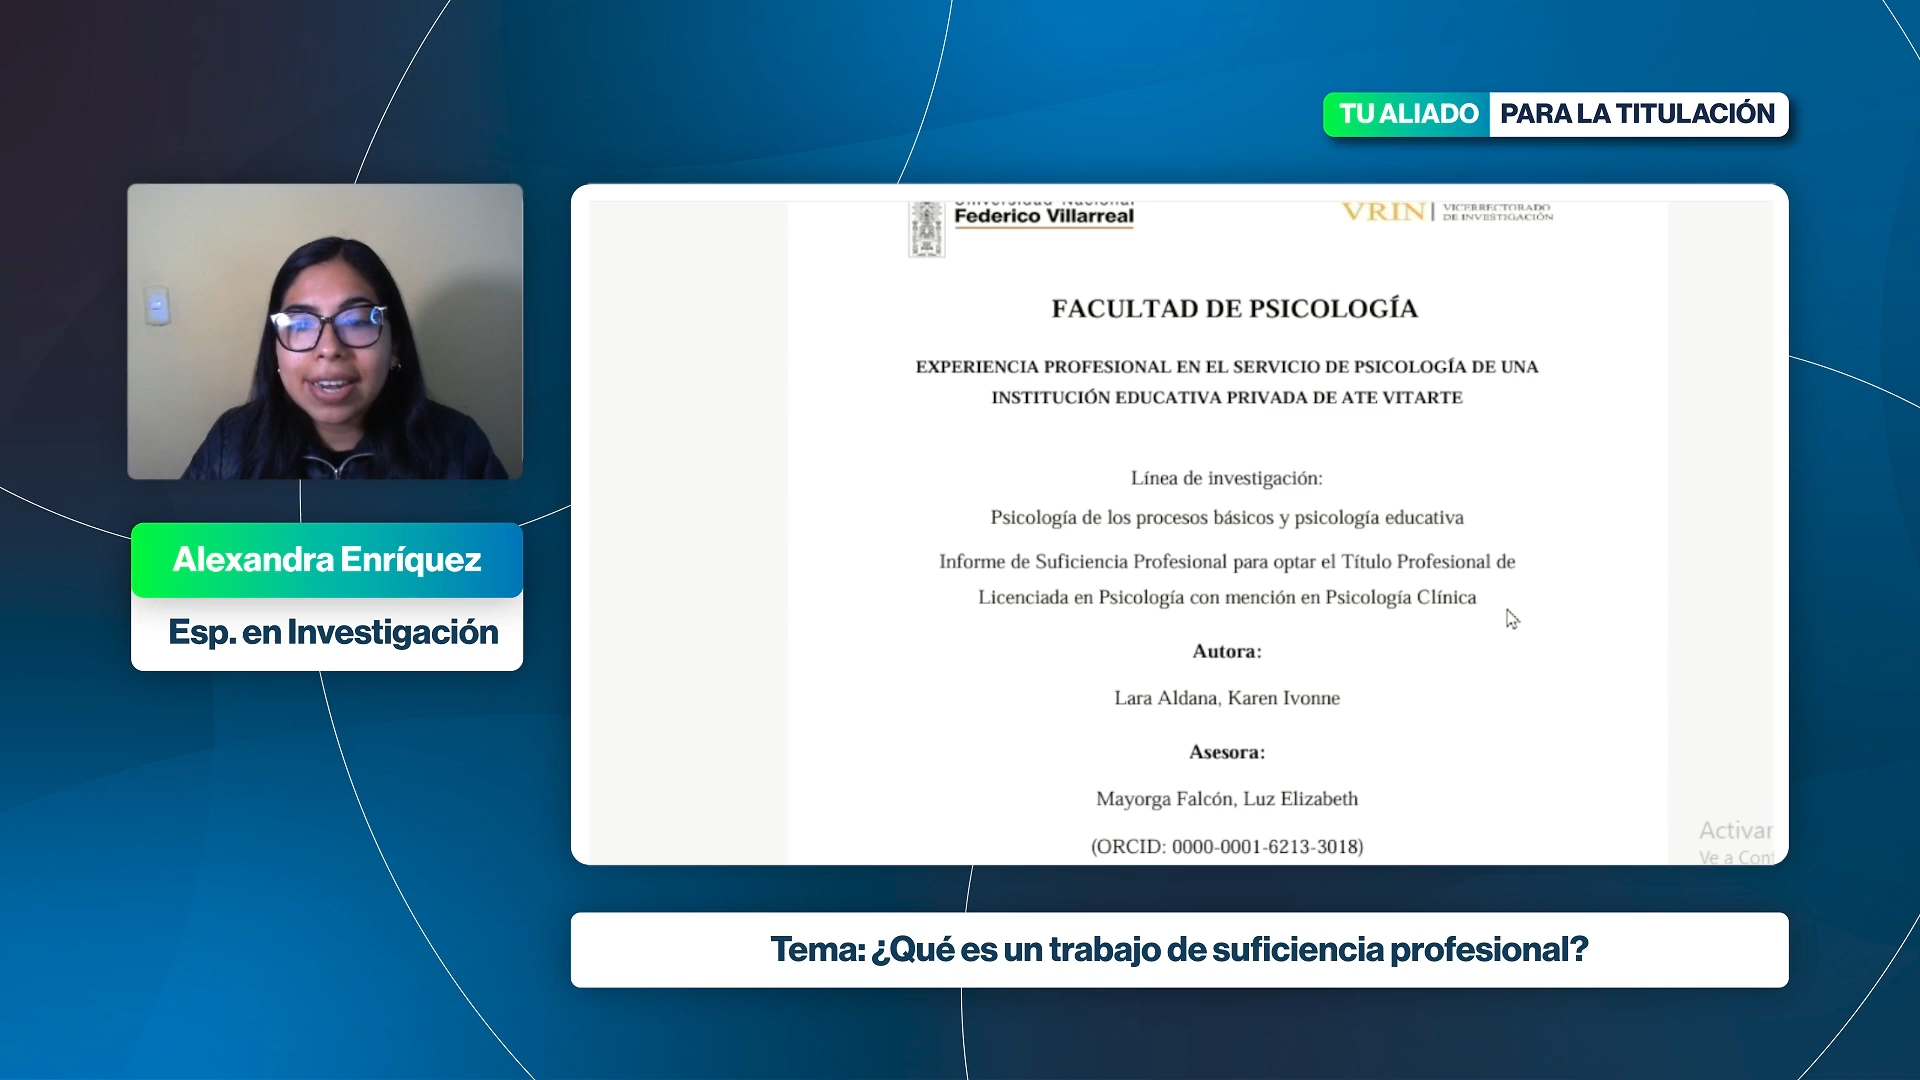 TU ALIADO PARA LA TITULACIÓN
Universidad Nacional
Federico Villarreal
VRIN
VICERRECTORADO
DE INVESTIGACIÓN
FACULTAD DE PSICOLOGÍA
EXPERIENCIA PROFESIONAL EN EL SERVICIO DE PSICOLOGÍA DE UNA
INSTITUCIÓN EDUCATIVA PRIVADA DE ATE VITARTE
Línea de investigación:
Psicología de los procesos básicos y psicología educativa
Informe de Suficiencia Profesional para optar el Título Profesional de
Licenciada en Psicología con mención en Psicología Clínica
Autora:
Lara Aldana, Karen Ivonne
Asesora:
Mayorga Falcón, Luz Elizabeth
(ORCID: 0000-0001-6213-3018)
Activar
Ve a Conf
Alexandra Enríquez
Esp. en Investigación
Tema: ¿Qué es un trabajo de suficiencia profesional?